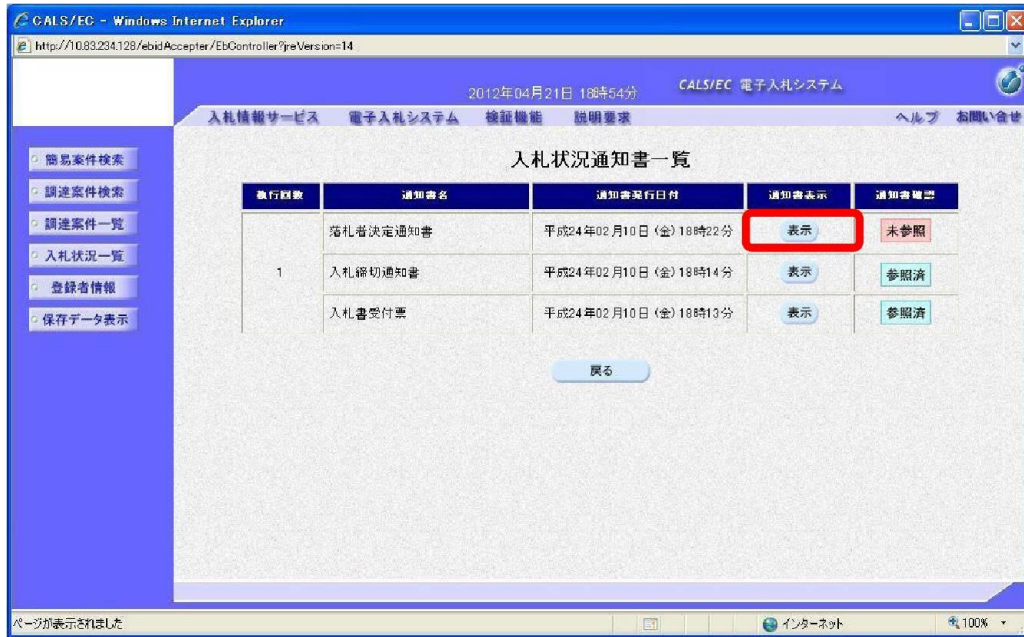 CALS/EC - Windows Internet Explorer
http://10.83.234.128/ebidAccepter/EbController?jreVersion=14
2012年04月21日 18時54分 CALS/EC 電子入札システム
入札情報サービス 電子入札システム 検証機能 説明要求 ヘルプ お問い合せ
簡易案件検索
調達案件検索
調達案件一覧
入札状況一覧
登録者情報
保存データ表示
入札状況通知書一覧
執行回数 通知書名 通知書発行日付 通知書表示 通知書確認
落札者決定通知書 平成24年02月10日(金)18時22分 表示 未参照
1 入札締切通知書 平成24年02月10日(金)18時14分 表示 参照済
入札書受付票 平成24年02月10日(金)18時13分 表示 参照済
戻る
ページが表示されました インターネット 100%